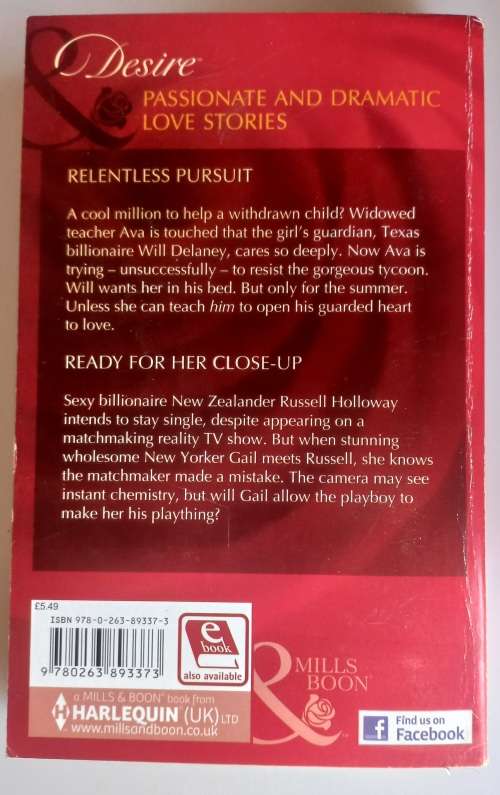 Desire™
PASSIONATE AND DRAMATIC
LOVE STORIES
RELENTLESS PURSUIT
A cool million to help a withdrawn child? Widowed
teacher Ava is touched that the girl's guardian, Texas
billionaire Will Delaney, cares so deeply. Now Ava is
trying – unsuccessfully – to resist the gorgeous tycoon.
Will wants her in his bed. But only for the summer.
Unless she can teach him to open his guarded heart
to love.
READY FOR HER CLOSE-UP
Sexy billionaire New Zealander Russell Holloway
intends to stay single, despite appearing on a
matchmaking reality TV show. But when stunning
wholesome New Yorker Gail meets Russell, she knows
the matchmaker made a mistake. The camera may see
instant chemistry, but will Gail allow the playboy to
make her his plaything?
£5.49
ISBN 978-0-263-89337-3
9 780263 893373
e
book
also available
a MILLS & BOON® book from
HARLEQUIN (UK) LTD
www.millsandboon.co.uk
&
MILLS
BOON®
f
Find us on
Facebook